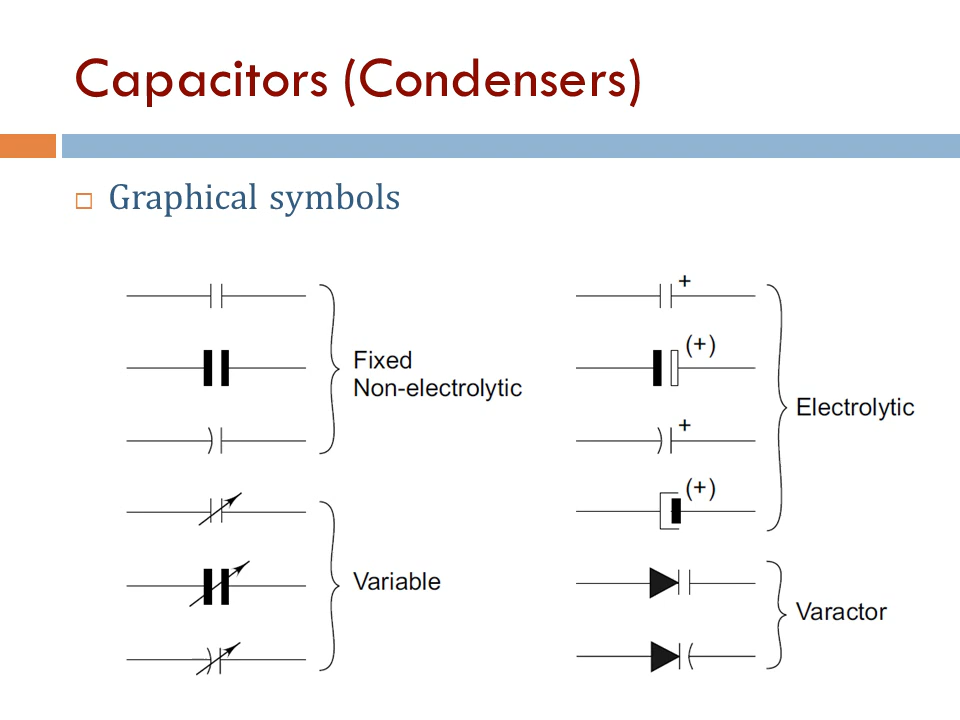 Capacitors (Condensers)
Graphical symbols
Fixed
Non-electrolytic
Variable
+
(+)
+
(+)
Electrolytic
Varactor